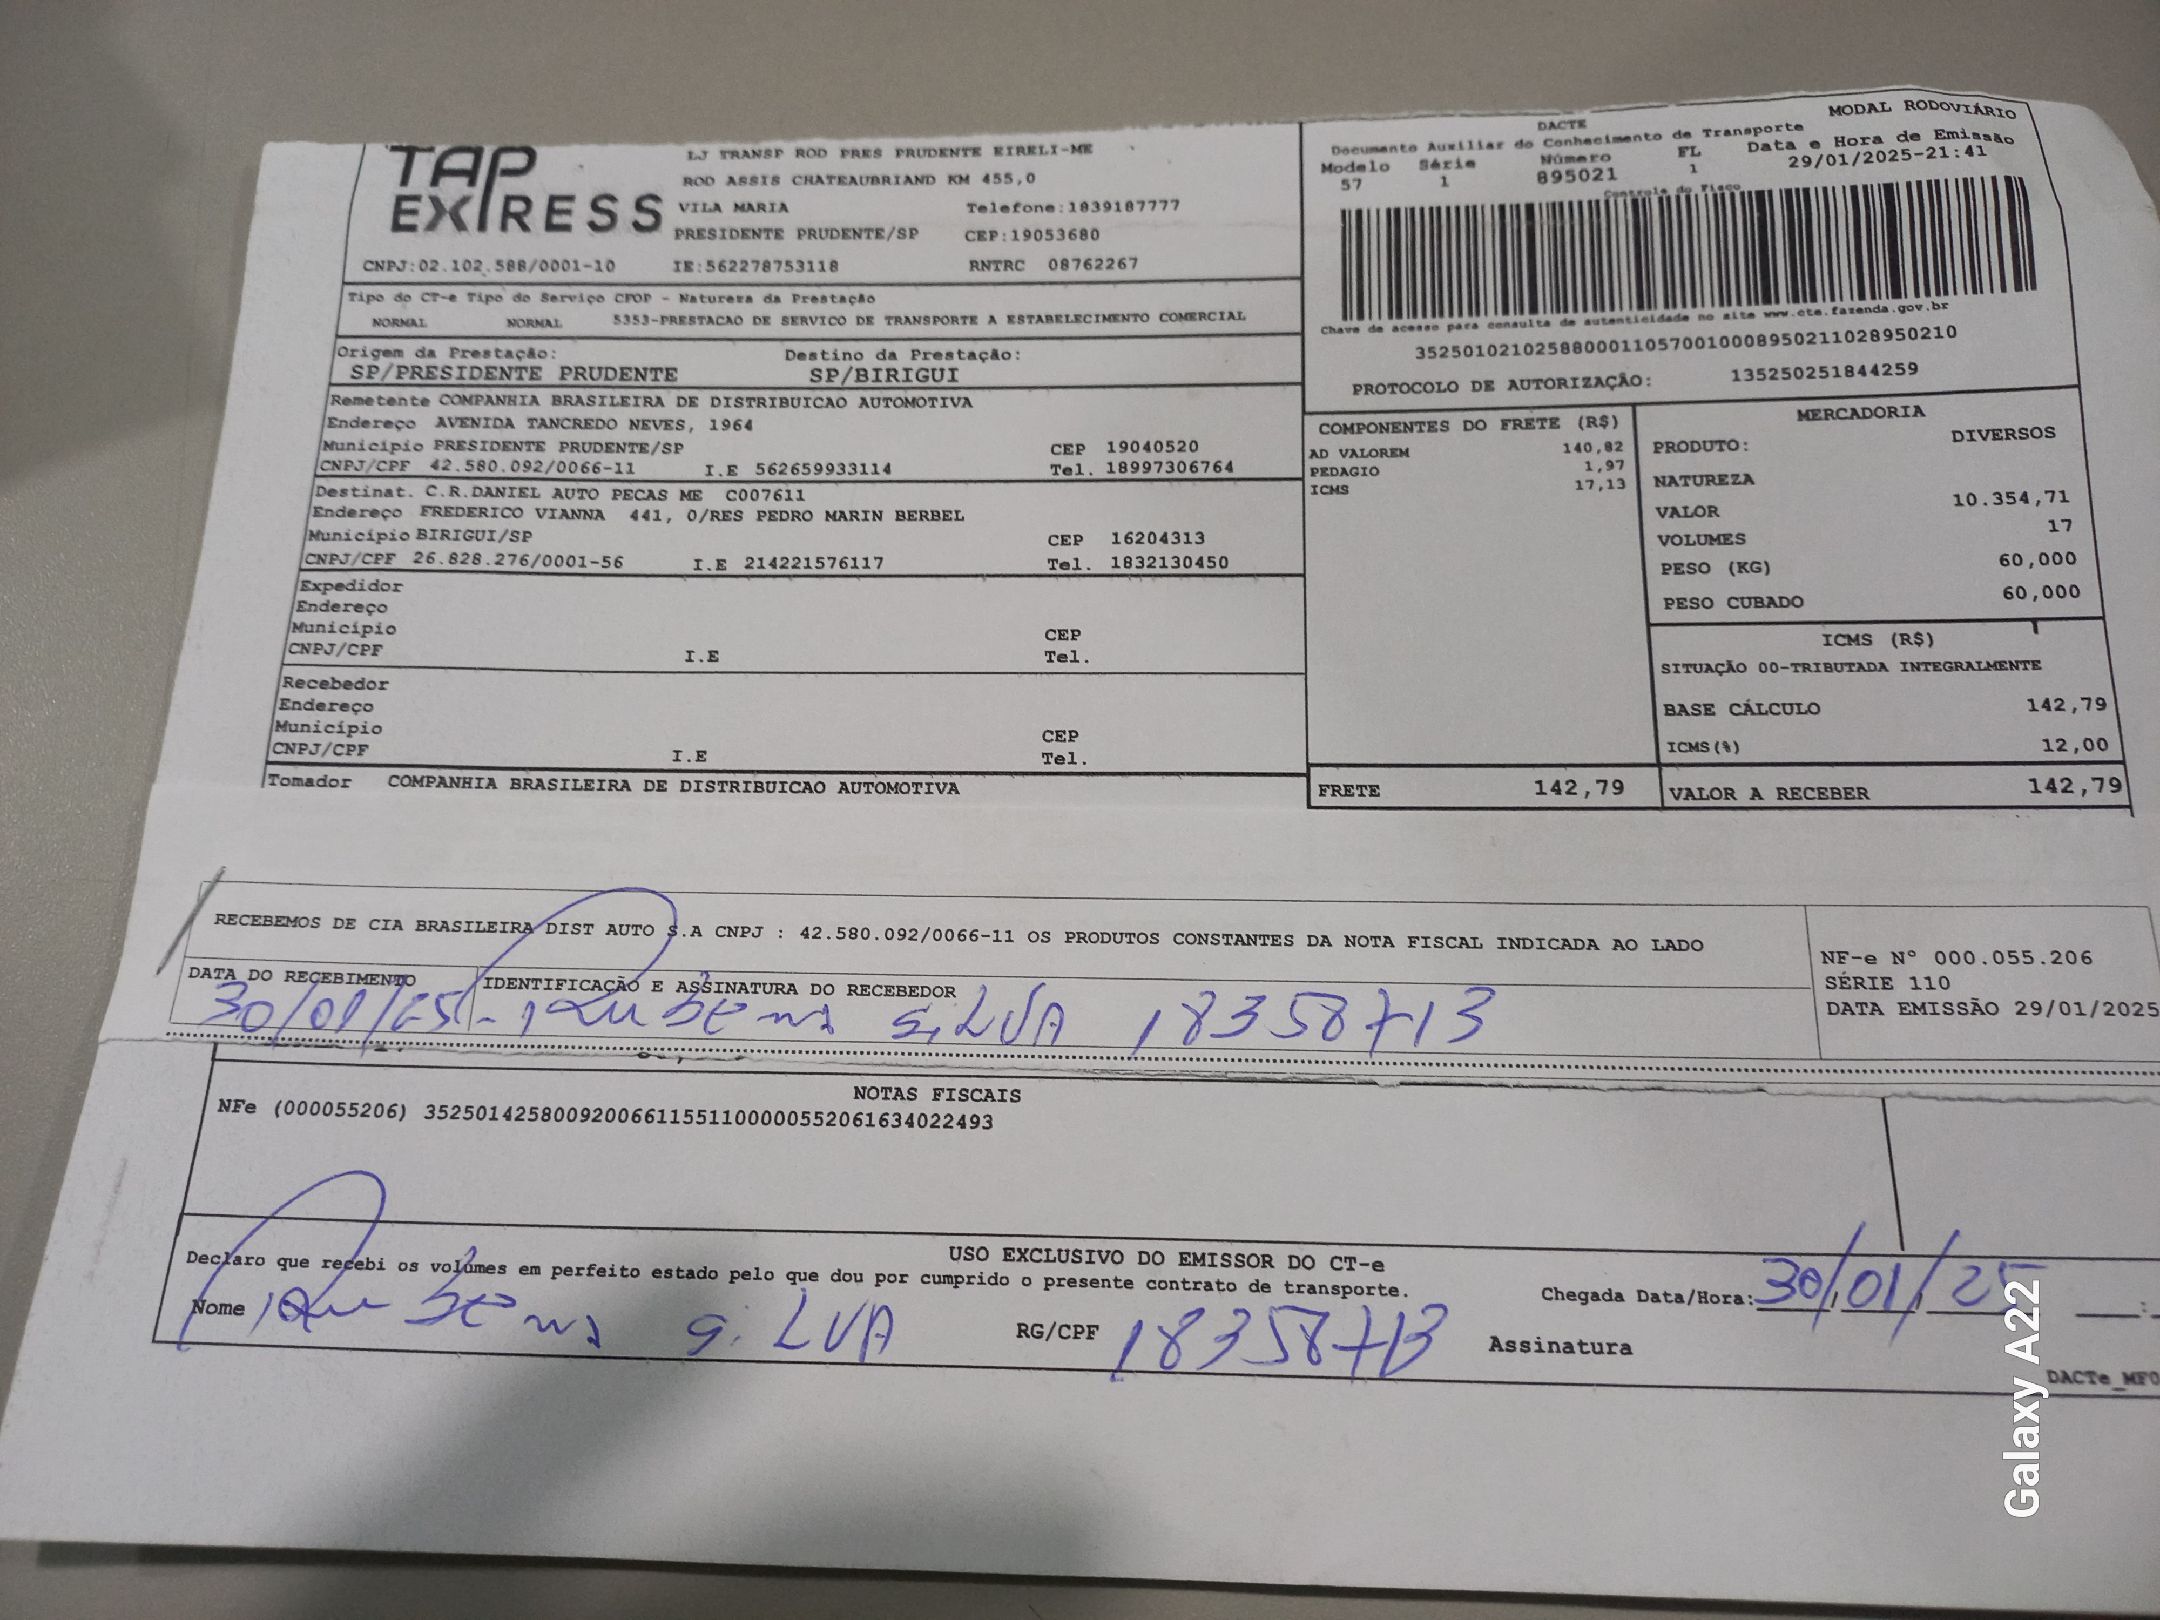 TAP EXPRESS
LJ TRANSP ROD PRES PRUDENTE EIRELI-ME
ROD ASSIS CHATEAUBRIAND KM 455,0
VILA MARIA Telefone:1839187777
PRESIDENTE PRUDENTE/SP CEP:19053680
CNPJ:02.102.588/0001-10 IE:562278753118 RNTRC 08762267
MODAL RODOVIÁRIO
DACTE
Documento Auxiliar do Conhecimento de Transporte
Modelo Série Número FL Data e Hora de Emissão
57 1 895021 1 29/01/2025-21:41
Controle do Fisco
Chave de acesso para consulta de autenticidade no site www.cte.fazenda.gov.br
35250102102588000110570010008950211028950210
PROTOCOLO DE AUTORIZAÇÃO: 135250251844259
Tipo do CT-e Tipo do Serviço CFOP - Natureza da Prestação
NORMAL NORMAL 5353-PRESTACAO DE SERVICO DE TRANSPORTE A ESTABELECIMENTO COMERCIAL
Origem da Prestação: Destino da Prestação:
SP/PRESIDENTE PRUDENTE SP/BIRIGUI
Remetente COMPANHIA BRASILEIRA DE DISTRIBUICAO AUTOMOTIVA
Endereço AVENIDA TANCREDO NEVES, 1964
Município PRESIDENTE PRUDENTE/SP CEP 19040520
CNPJ/CPF 42.580.092/0066-11 I.E 562659933114 Tel. 18997306764
Destinat. C.R.DANIEL AUTO PECAS ME C007611
Endereço FREDERICO VIANNA 441, 0/RES PEDRO MARIN BERBEL
Município BIRIGUI/SP CEP 16204313
CNPJ/CPF 26.828.276/0001-56 I.E 214221576117 Tel. 1832130450
Expedidor
Endereço
Município CEP
CNPJ/CPF I.E Tel.
Recebedor
Endereço
Município CEP
CNPJ/CPF I.E Tel.
Tomador COMPANHIA BRASILEIRA DE DISTRIBUICAO AUTOMOTIVA
COMPONENTES DO FRETE (R$)
AD VALOREM 140,82
PEDAGIO 1,97
ICMS 17,13
FRETE 142,79
MERCADORIA
PRODUTO: DIVERSOS
NATUREZA
VALOR 10.354,71
VOLUMES 17
PESO (KG) 60,000
PESO CUBADO 60,000
ICMS (R$)
SITUAÇÃO 00-TRIBUTADA INTEGRALMENTE
BASE CÁLCULO 142,79
ICMS(%) 12,00
VALOR A RECEBER 142,79
RECEBEMOS DE CIA BRASILEIRA DIST AUTO S.A CNPJ : 42.580.092/0066-11 OS PRODUTOS CONSTANTES DA NOTA FISCAL INDICADA AO LADO
DATA DO RECEBIMENTO IDENTIFICAÇÃO E ASSINATURA DO RECEBEDOR
30/01/25 Rubens SiLVA 18358713
NF-e N° 000.055.206
SÉRIE 110
DATA EMISSÃO 29/01/2025
NOTAS FISCAIS
NFe (000055206) 35250142580092006611551100000552061634022493
USO EXCLUSIVO DO EMISSOR DO CT-e
Declaro que recebi os volumes em perfeito estado pelo que dou por cumprido o presente contrato de transporte.
Chegada Data/Hora: 30/01/25 :
Nome Rubens SiLVA RG/CPF 18358713 Assinatura
DACTe_MF0
Galaxy A22